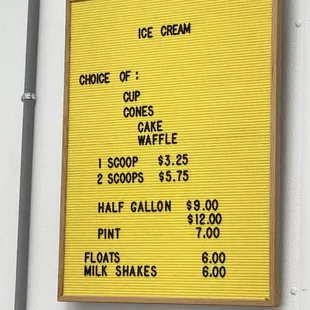 ICE CREAM
CHOICE OF:
CUP
CONES
CAKE
WAFFLE
1 SCOOP $3.25
2 SCOOPS $5.75
HALF GALLON $9.00
$12.00
PINT 7.00
FLOATS 6.00
MILK SHAKES 6.00